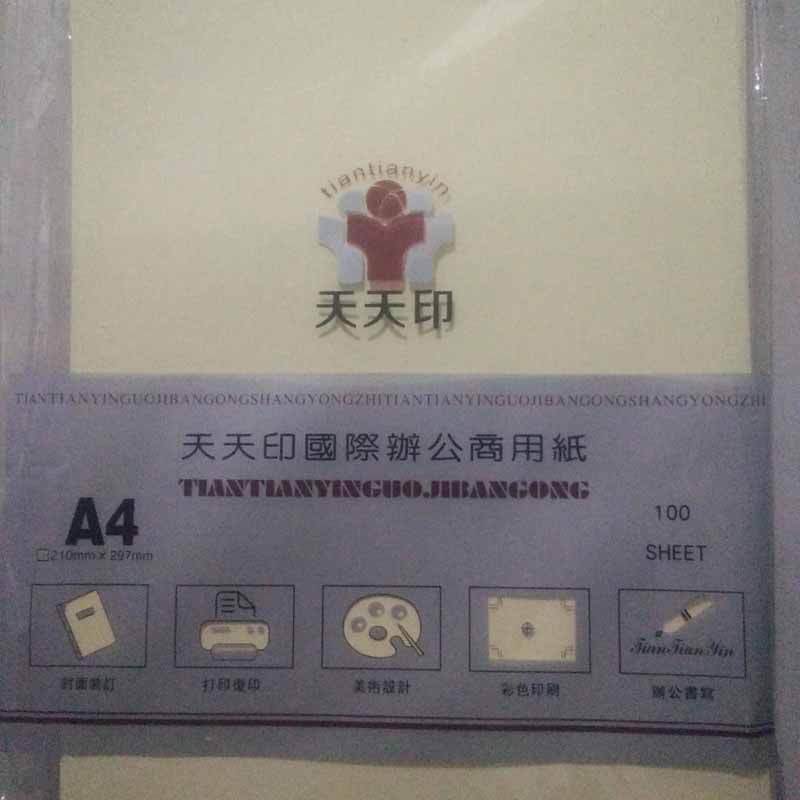 tiantianyin
天天印
TIANTIANYINGUOJIBANGONGSHANGYONGZHITIANTIANYINGUOJIBANGONGSHANGYONGZHI
天天印國際辦公商用紙
TIANTIANYINGUOJIBANGONG
A4
210mm×297mm
100
SHEET
TianTianYin
封面裝訂
打印復印
美術設計
彩色印刷
辦公書寫